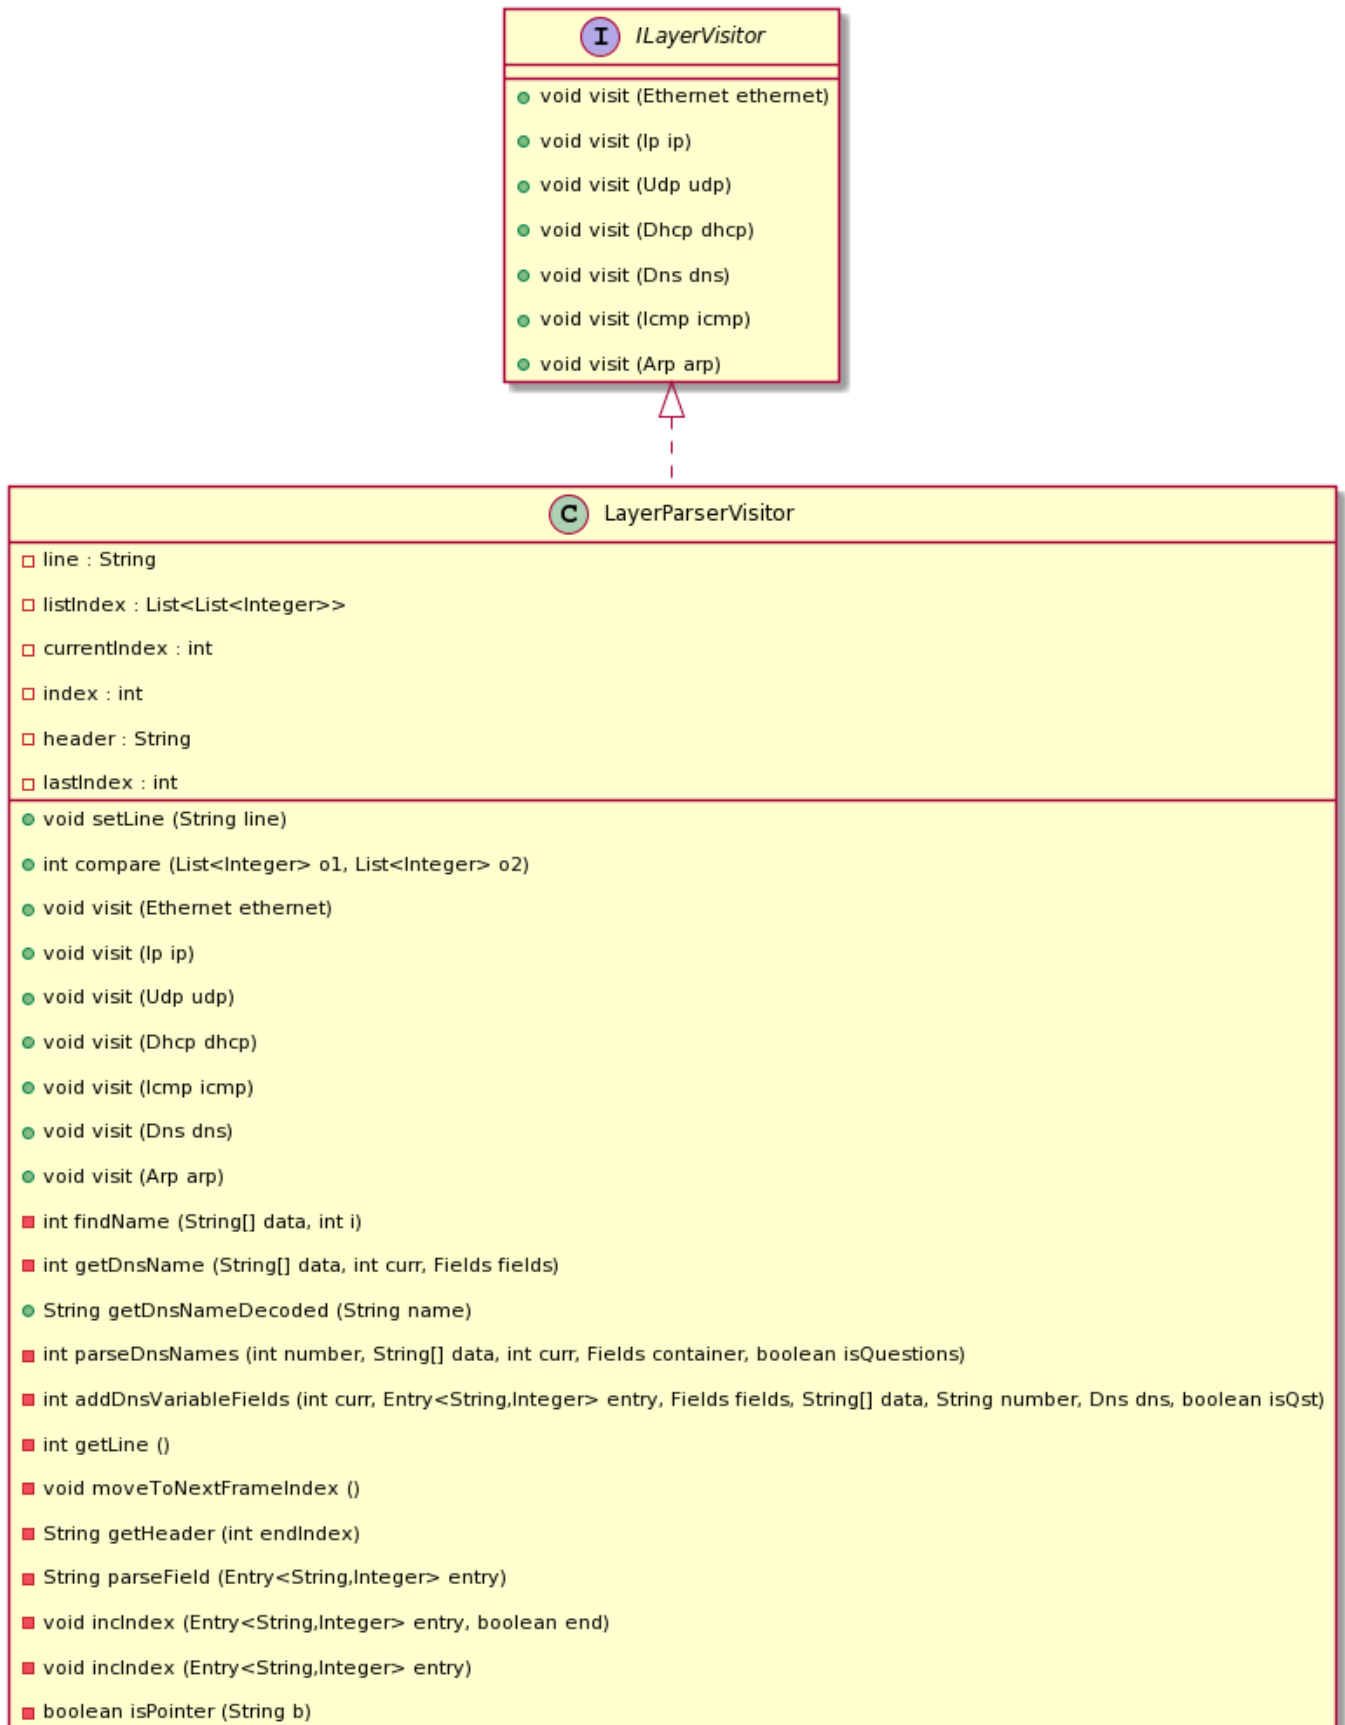 I ILayerVisitor
void visit (Ethernet ethernet)
void visit (Ip ip)
void visit (Udp udp)
void visit (Dhcp dhcp)
void visit (Dns dns)
void visit (Icmp icmp)
void visit (Arp arp)
C LayerParserVisitor
line : String
listIndex : List<List<Integer>>
currentIndex : int
index : int
header : String
lastIndex : int
void setLine (String line)
int compare (List<Integer> o1, List<Integer> o2)
void visit (Ethernet ethernet)
void visit (Ip ip)
void visit (Udp udp)
void visit (Dhcp dhcp)
void visit (Icmp icmp)
void visit (Dns dns)
void visit (Arp arp)
int findName (String[] data, int i)
int getDnsName (String[] data, int curr, Fields fields)
String getDnsNameDecoded (String name)
int parseDnsNames (int number, String[] data, int curr, Fields container, boolean isQuestions)
int addDnsVariableFields (int curr, Entry<String,Integer> entry, Fields fields, String[] data, String number, Dns dns, boolean isQst)
int getLine ()
void moveToNextFrameIndex ()
String getHeader (int endIndex)
String parseField (Entry<String,Integer> entry)
void incIndex (Entry<String,Integer> entry, boolean end)
void incIndex (Entry<String,Integer> entry)
boolean isPointer (String b)